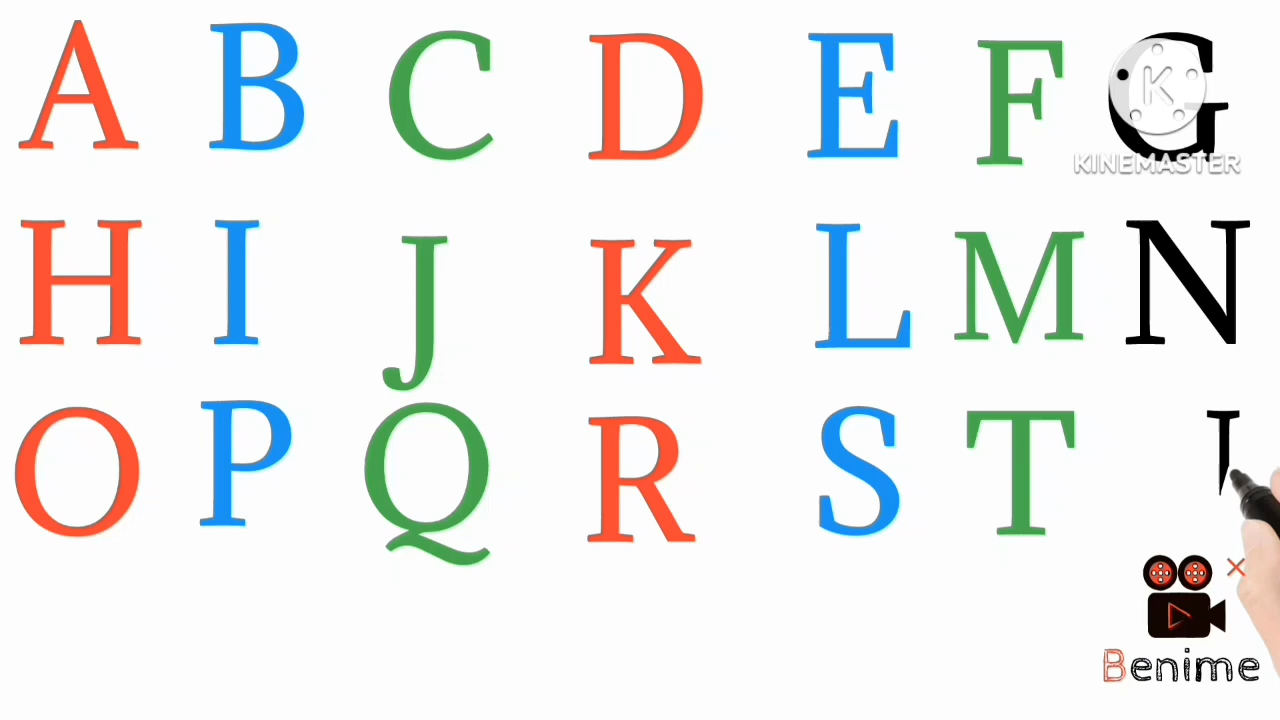 A B C D E F G
KINEMASTER
H I J K L M N
O P Q R S T
Benime